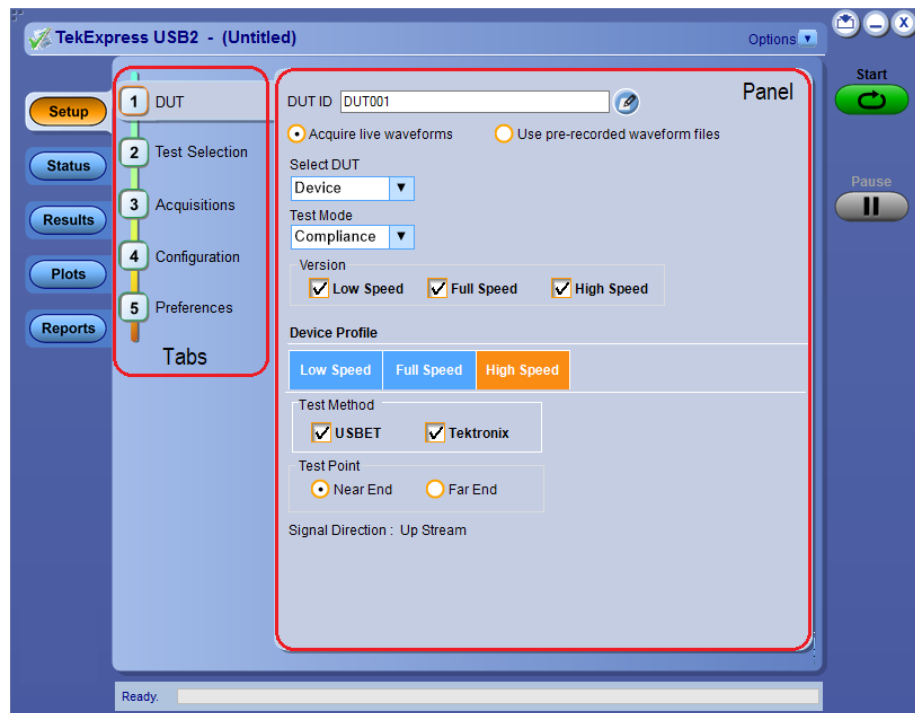 TekExpress USB2 - (Untitled)
Options
Setup
Status
Results
Plots
Reports
1 DUT
2 Test Selection
3 Acquisitions
4 Configuration
5 Preferences
Tabs
Panel
DUT ID DUT001
Acquire live waveforms Use pre-recorded waveform files
Select DUT
Device
Test Mode
Compliance
Version
Low Speed Full Speed High Speed
Device Profile
Low Speed Full Speed High Speed
Test Method
USBET Tektronix
Test Point
Near End Far End
Signal Direction : Up Stream
Start
Pause
Ready.